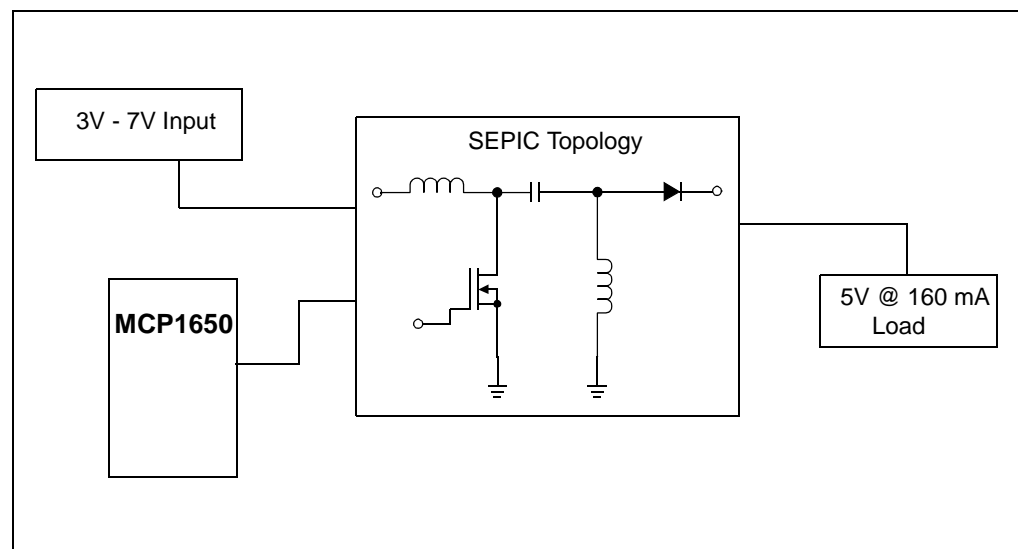 3V - 7V Input
SEPIC Topology
MCP1650
5V @ 160 mA
Load